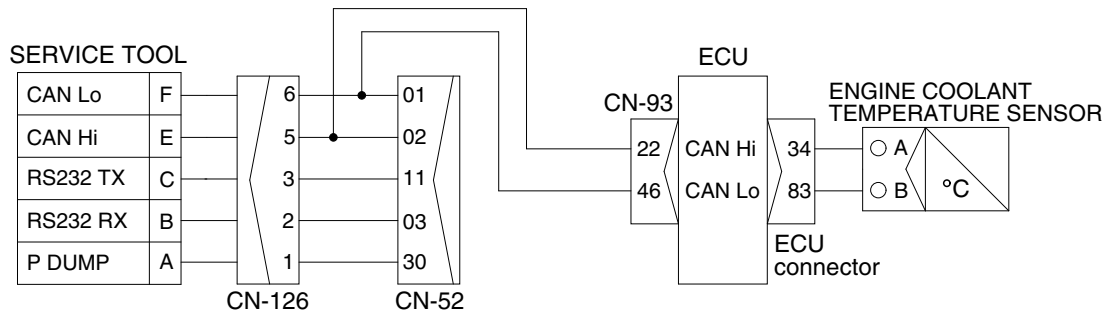 SERVICE TOOL
CAN Lo F 6 01
CAN Hi E 5 02
RS232 TX C 3 11
RS232 RX B 2 03
P DUMP A 1 30
CN-126 CN-52
ECU
CN-93
ENGINE COOLANT
TEMPERATURE SENSOR
22 CAN Hi 34 A
46 CAN Lo 83 B °C
ECU
connector